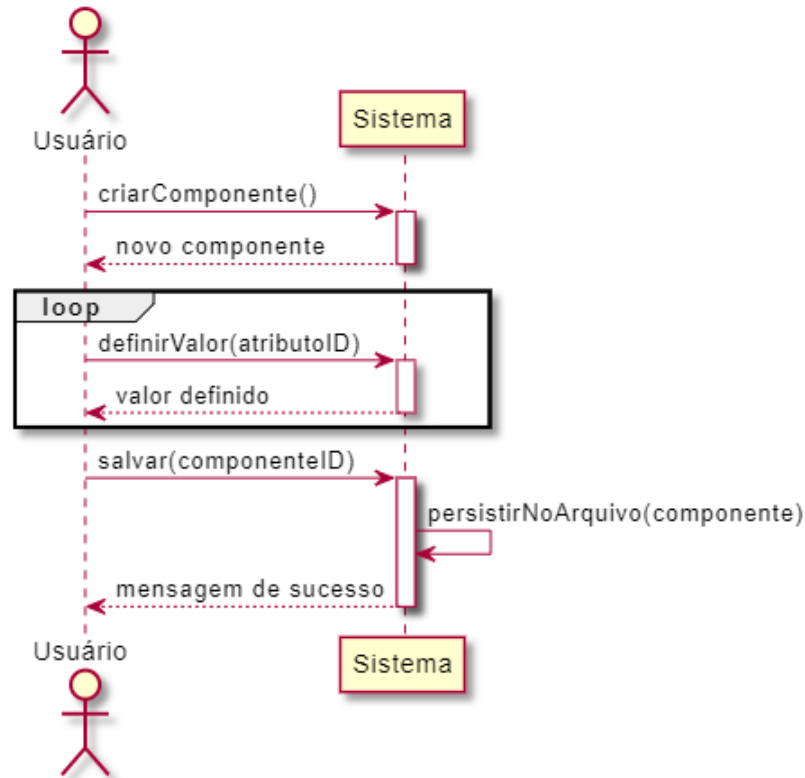 Usuário
Sistema
criarComponente()
novo componente
loop
definirValor(atributoID)
valor definido
salvar(componenteID)
persistirNoArquivo(componente)
mensagem de sucesso
Usuário
Sistema